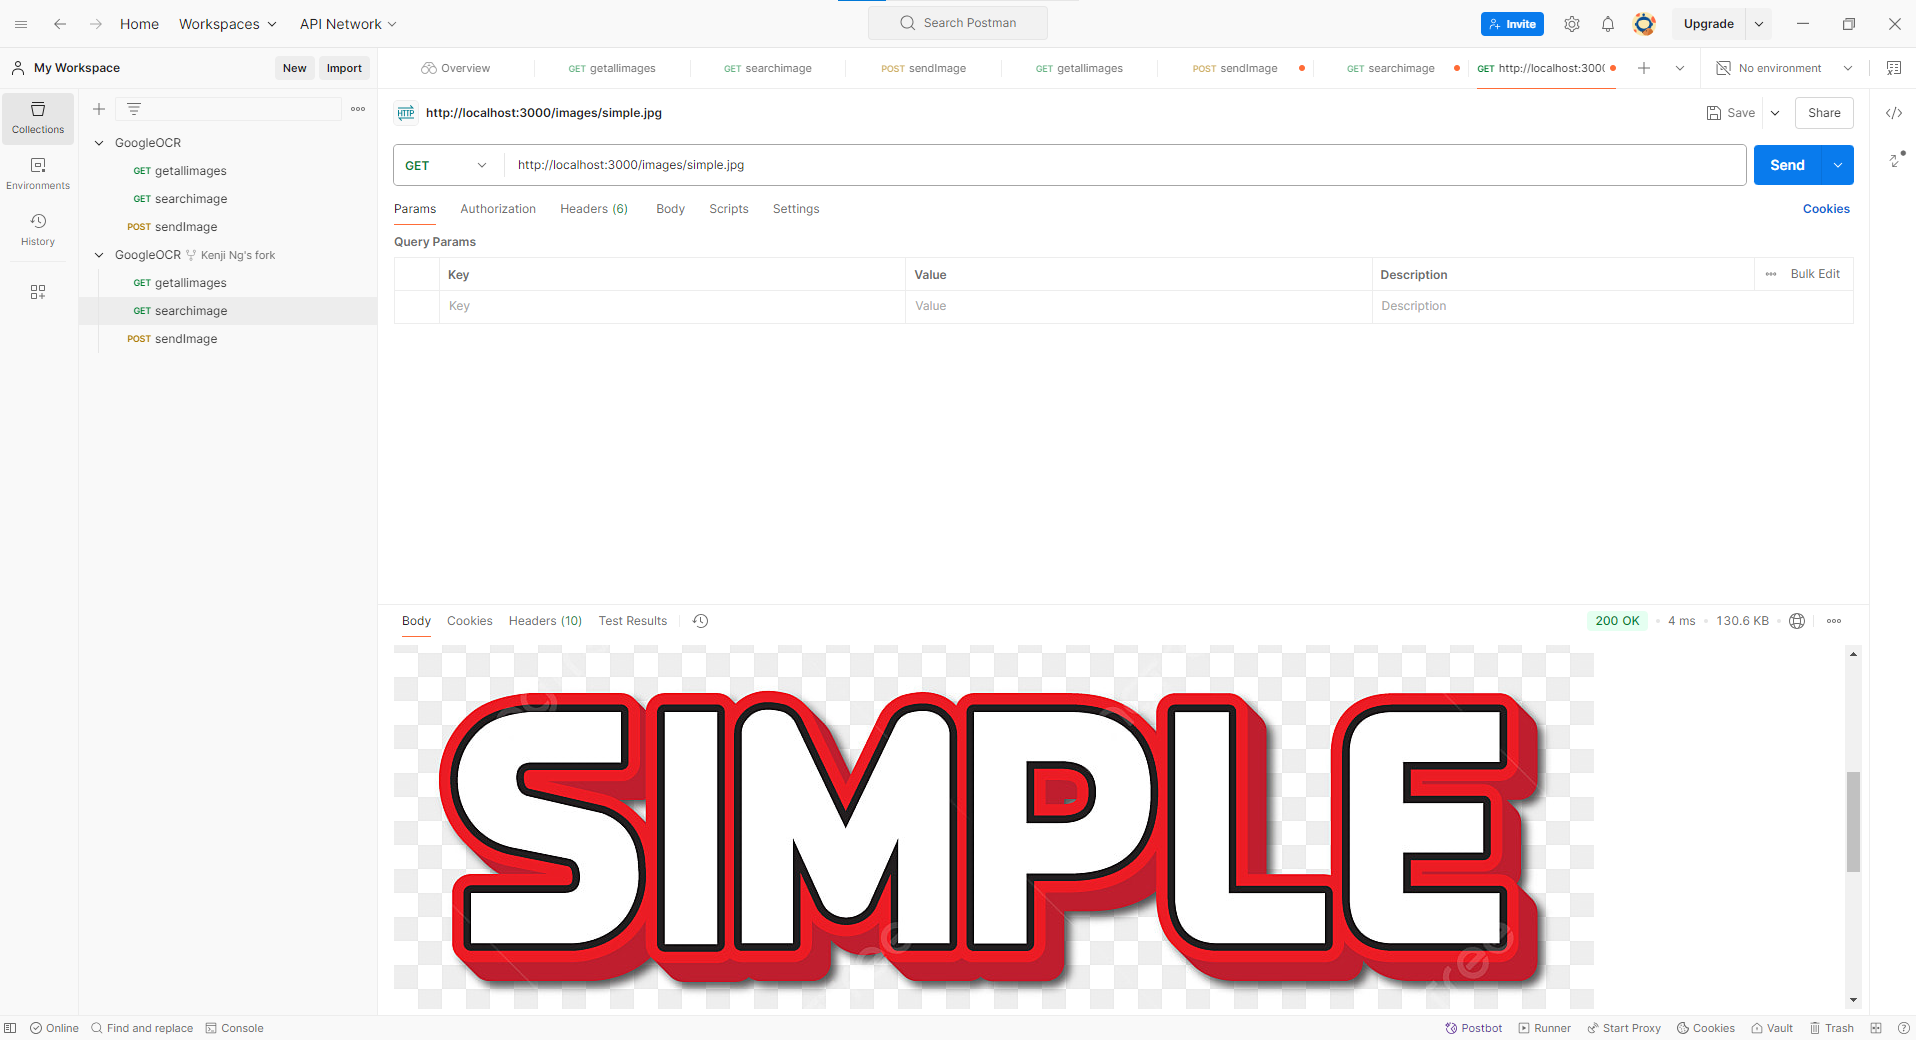 Home
Workspaces
API Network
Search Postman
Invite
Upgrade
My Workspace
New
Import
Overview
GET getallimages
GET searchimage
POST sendImage
GET getallimages
POST sendImage
GET searchimage
GET http://localhost:3000
No environment
Collections
Environments
History
GoogleOCR
GET getallimages
GET searchimage
POST sendImage
GoogleOCR Kenji Ng's fork
GET getallimages
GET searchimage
POST sendImage
HTTP http://localhost:3000/images/simple.jpg
Save
Share
GET http://localhost:3000/images/simple.jpg
Send
Params Authorization Headers (6) Body Scripts Settings
Cookies
Query Params
Key Value Description Bulk Edit
Key Value Description
Body Cookies Headers (10) Test Results
200 OK • 4 ms • 130.6 KB
SIMPLE
Online Find and replace Console
Postbot Runner Start Proxy Cookies Vault Trash